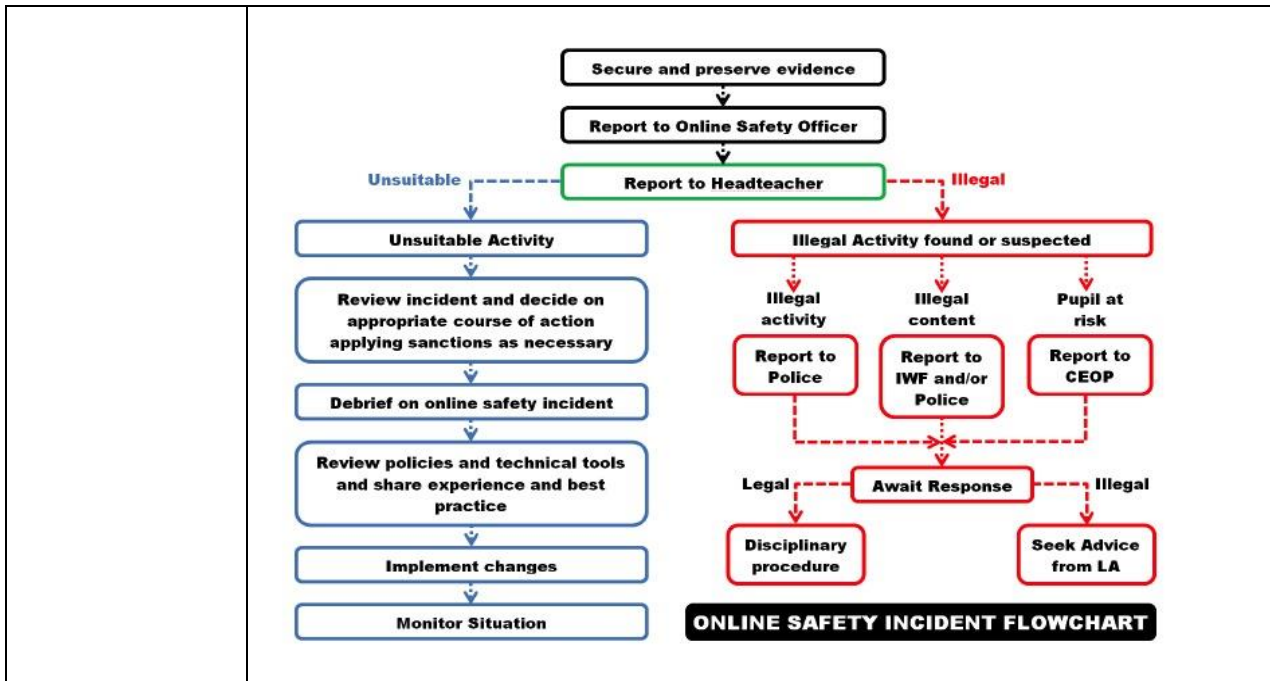 Secure and preserve evidence
Report to Online Safety Officer
Unsuitable
Report to Headteacher
Illegal
Unsuitable Activity
Review incident and decide on
appropriate course of action
applying sanctions as necessary
Debrief on online safety incident
Review policies and technical tools
and share experience and best
practice
Implement changes
Monitor Situation
Illegal Activity found or suspected
Illegal
activity
Illegal
content
Pupil at
risk
Report to
Police
Report to
IWF and/or
Police
Report to
CEOP
Legal
Await Response
Illegal
Disciplinary
procedure
Seek Advice
from LA
ONLINE SAFETY INCIDENT FLOWCHART